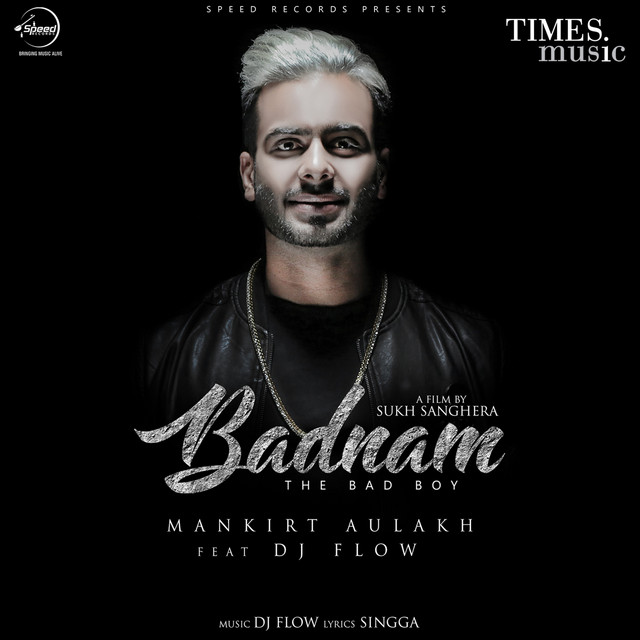 SPEED RECORDS PRESENTS
Speed
RECORDS
BRINGING MUSIC ALIVE
TIMES.
music
A FILM BY
SUKH SANGHERA
Badnam
THE BAD BOY
MANKIRT AULAKH
FEAT DJ FLOW
MUSIC DJ FLOW LYRICS SINGGA